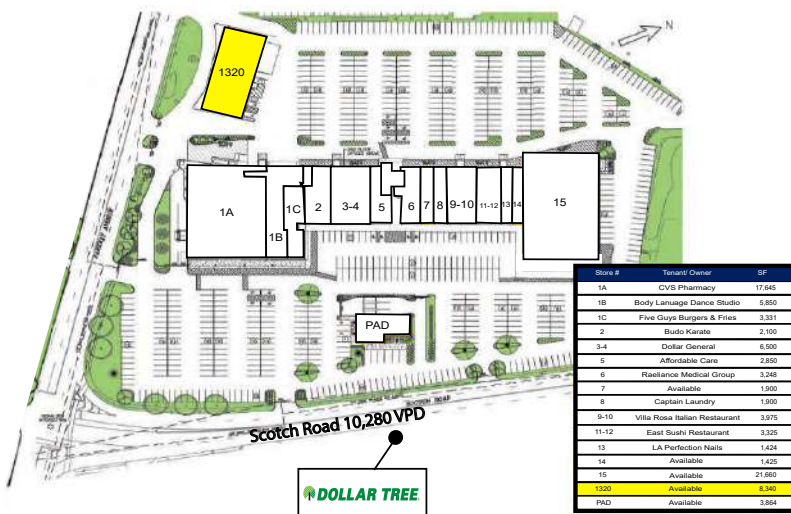 N
1320
1A
1B
1C
2
3-4
5
6
7
8
9-10
11-12
13
14
15
PAD
Scotch Road 10,280 VPD
DOLLAR TREE
Store # Tenant/ Owner SF
1A CVS Pharmacy 17,645
1B Body Lanuage Dance Studio 5,850
1C Five Guys Burgers & Fries 3,331
2 Budo Karate 2,100
3-4 Dollar General 6,500
5 Affordable Care 2,850
6 Raeliance Medical Group 3,248
7 Available 1,900
8 Captain Laundry 1,900
9-10 Villa Rosa Italian Restaurant 3,975
11-12 East Sushi Restaurant 3,325
13 LA Perfection Nails 1,424
14 Available 1,425
15 Available 21,660
1320 Available 8,340
PAD Available 3,864